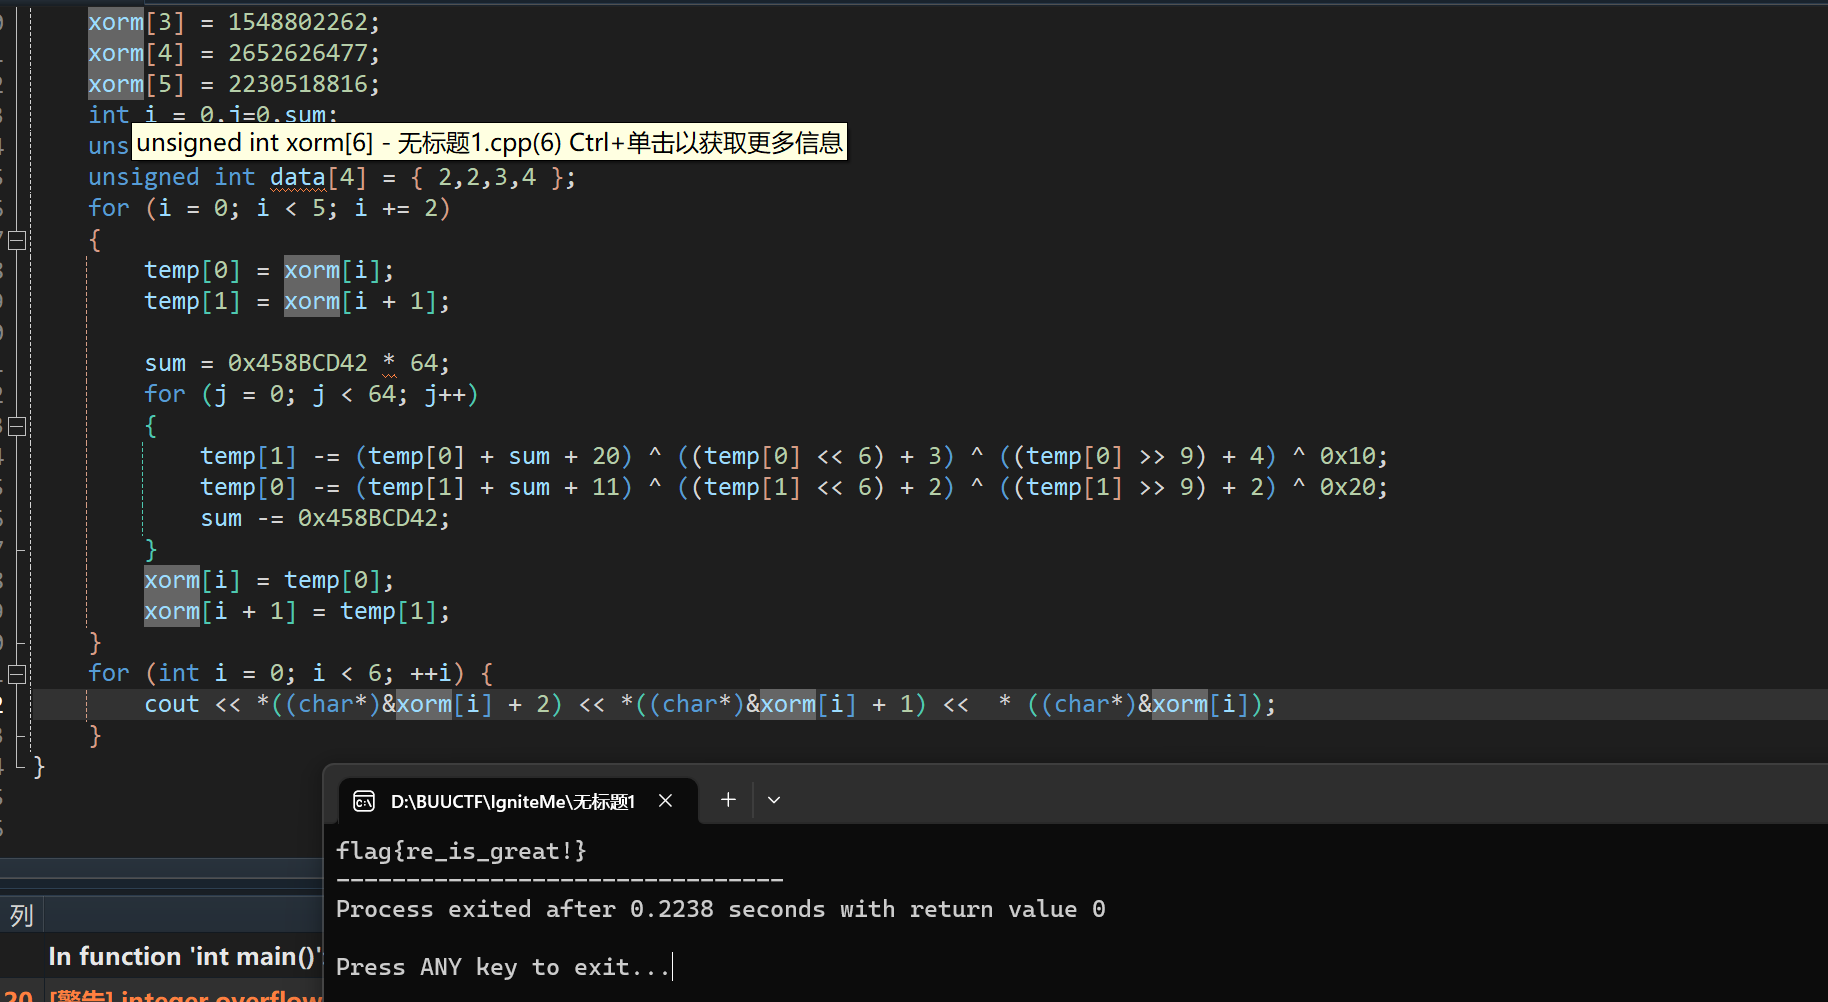 xorm[3] = 1548802262;
xorm[4] = 2652626477;
xorm[5] = 2230518816;
int i = 0,j=0,sum;
uns
unsigned int xorm[6] - 无标题1.cpp(6) Ctrl+单击以获取更多信息
unsigned int data[4] = { 2,2,3,4 };
for (i = 0; i < 5; i += 2)
{
temp[0] = xorm[i];
temp[1] = xorm[i + 1];
sum = 0x458BCD42 * 64;
for (j = 0; j < 64; j++)
{
temp[1] -= (temp[0] + sum + 20) ^ ((temp[0] << 6) + 3) ^ ((temp[0] >> 9) + 4) ^ 0x10;
temp[0] -= (temp[1] + sum + 11) ^ ((temp[1] << 6) + 2) ^ ((temp[1] >> 9) + 2) ^ 0x20;
sum -= 0x458BCD42;
}
xorm[i] = temp[0];
xorm[i + 1] = temp[1];
}
for (int i = 0; i < 6; ++i) {
cout << *((char*)&xorm[i] + 2) << *((char*)&xorm[i] + 1) <<  * ((char*)&xorm[i]);
}
}
D:\BUUCTF\IgniteMe\无标题1
flag{re_is_great!}
--------------------------------
Process exited after 0.2238 seconds with return value 0
Press ANY key to exit...
列
In function 'int main()':
20 [警告] integer overflow